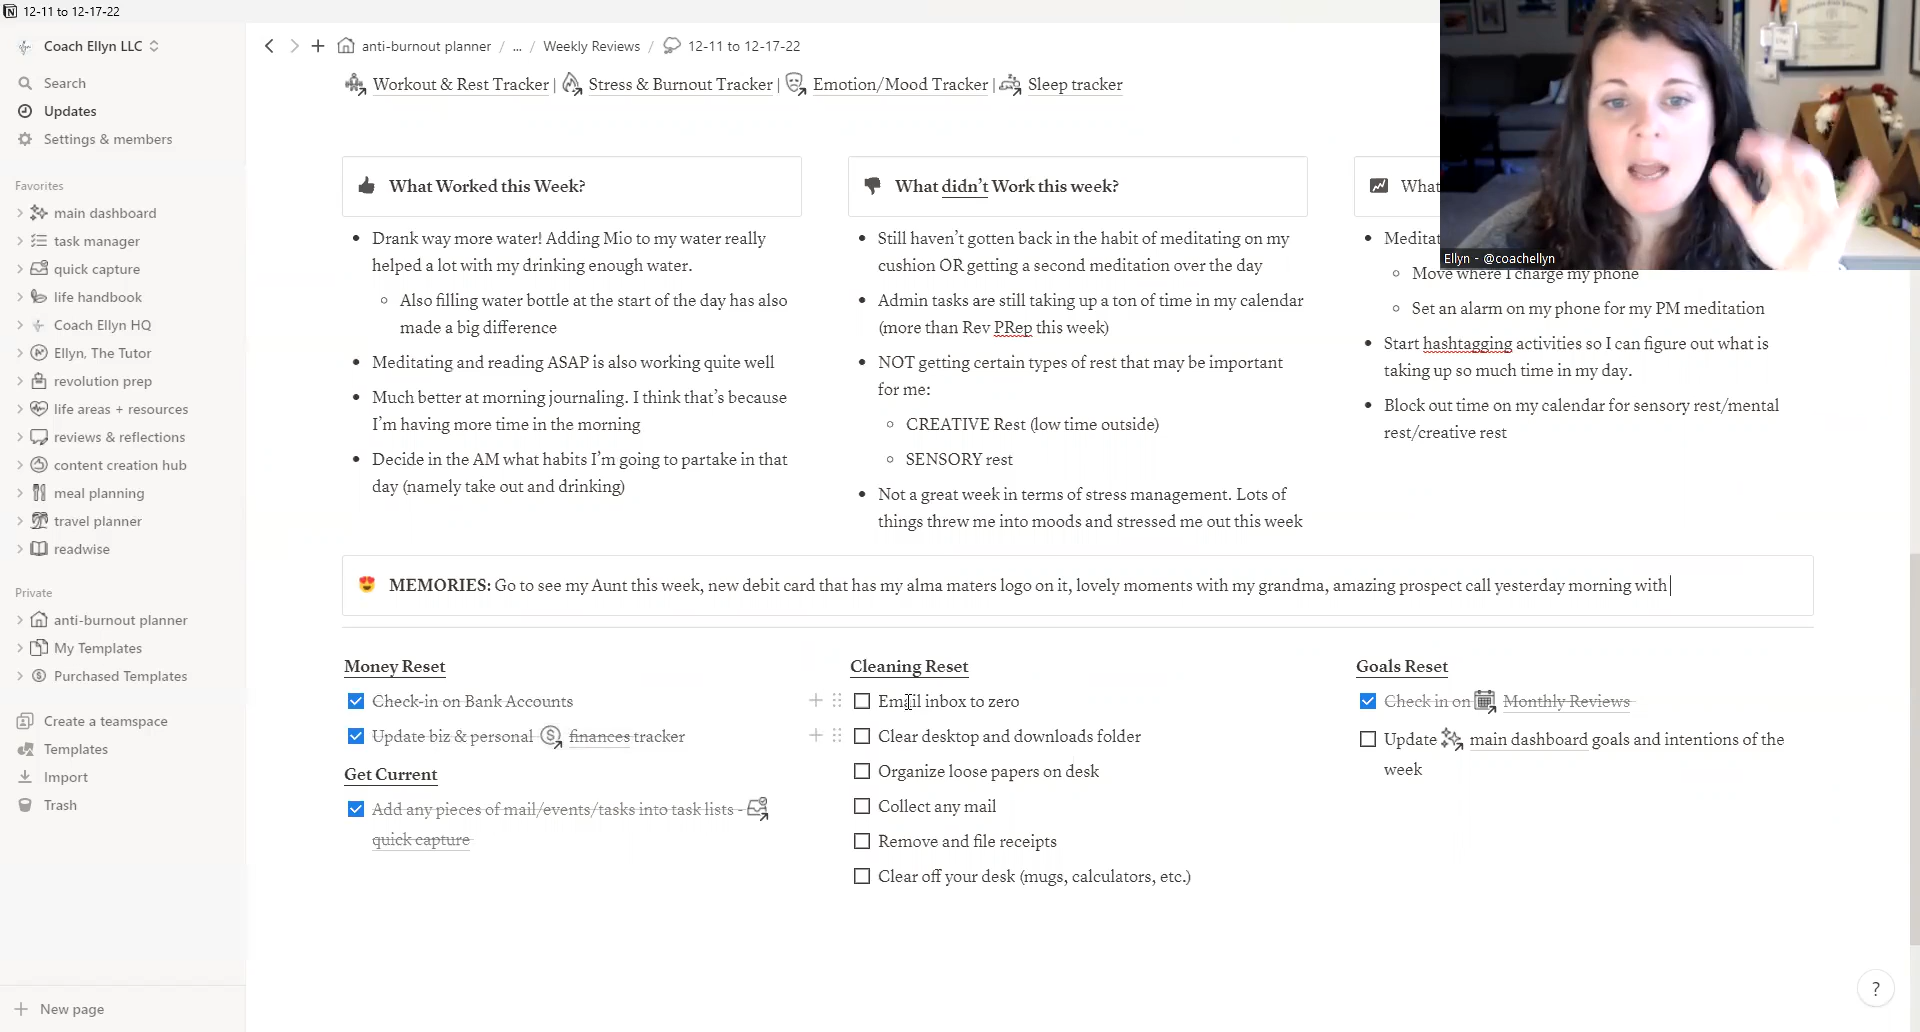 12-11 to 12-17-22
Coach Ellyn LLC
Search
Updates
Settings & members
Favorites
main dashboard
task manager
quick capture
life handbook
Coach Ellyn HQ
Ellyn, The Tutor
revolution prep
life areas + resources
reviews & reflections
content creation hub
meal planning
travel planner
readwise
Private
anti-burnout planner
My Templates
Purchased Templates
Create a teamspace
Templates
Import
Trash
New page
anti-burnout planner / ... / Weekly Reviews / 12-11 to 12-17-22
Workout & Rest Tracker | Stress & Burnout Tracker | Emotion/Mood Tracker | Sleep tracker
What Worked this Week?
Drank way more water! Adding Mio to my water really
helped a lot with my drinking enough water.
Also filling water bottle at the start of the day has also
made a big difference
Meditating and reading ASAP is also working quite well
Much better at morning journaling. I think that's because
I'm having more time in the morning
Decide in the AM what habits I'm going to partake in that
day (namely take out and drinking)
What didn't Work this week?
Still haven't gotten back in the habit of meditating on my
cushion OR getting a second meditation over the day
Admin tasks are still taking up a ton of time in my calendar
(more than Rev PRep this week)
NOT getting certain types of rest that may be important
for me:
CREATIVE Rest (low time outside)
SENSORY rest
Not a great week in terms of stress management. Lots of
things threw me into moods and stressed me out this week
What
Meditat
Move where I charge my phone
Set an alarm on my phone for my PM meditation
Start hashtagging activities so I can figure out what is
taking up so much time in my day.
Block out time on my calendar for sensory rest/mental
rest/creative rest
Ellyn - @coachellyn
MEMORIES: Go to see my Aunt this week, new debit card that has my alma maters logo on it, lovely moments with my grandma, amazing prospect call yesterday morning with
Money Reset
Check-in on Bank Accounts
Update biz & personal finances tracker
Get Current
Add any pieces of mail/events/tasks into task lists -
quick capture
Cleaning Reset
Email inbox to zero
Clear desktop and downloads folder
Organize loose papers on desk
Collect any mail
Remove and file receipts
Clear off your desk (mugs, calculators, etc.)
Goals Reset
Check in on Monthly Reviews
Update main dashboard goals and intentions of the
week
?